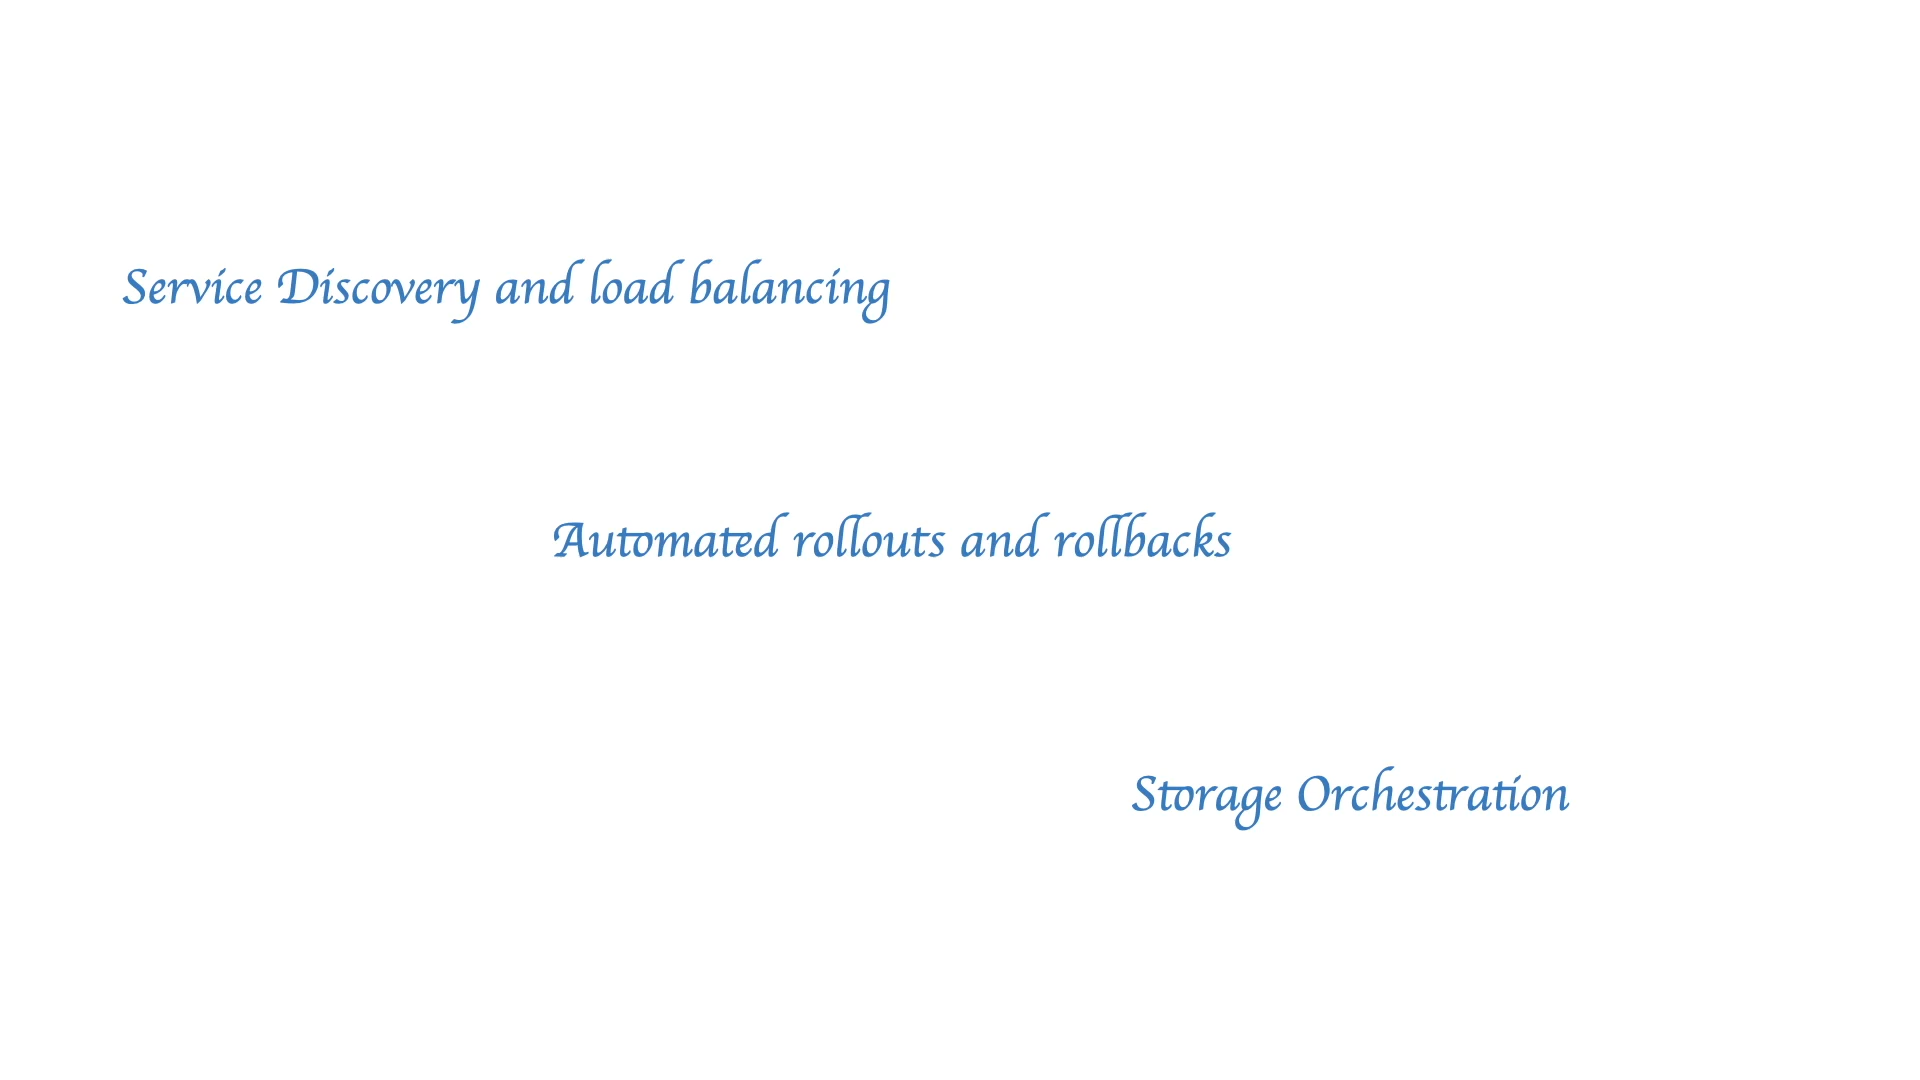 Service Discovery and load balancing
Automated rollouts and rollbacks
Storage Orchestration